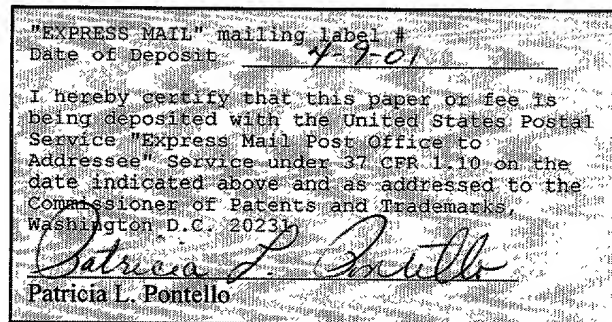 "EXPRESS MAIL" mailing label #
Date of Deposit 4-9-01
I hereby certify that this paper or fee is
being deposited with the United States Postal
Service "Express Mail Post Office to
Addressee" Service under 37 CFR 1.10 on the
date indicated above and as addressed to the
Commissioner of Patents and Trademarks,
Washington D.C. 20231
Patricia L. Pontello
Patricia L. Pontello